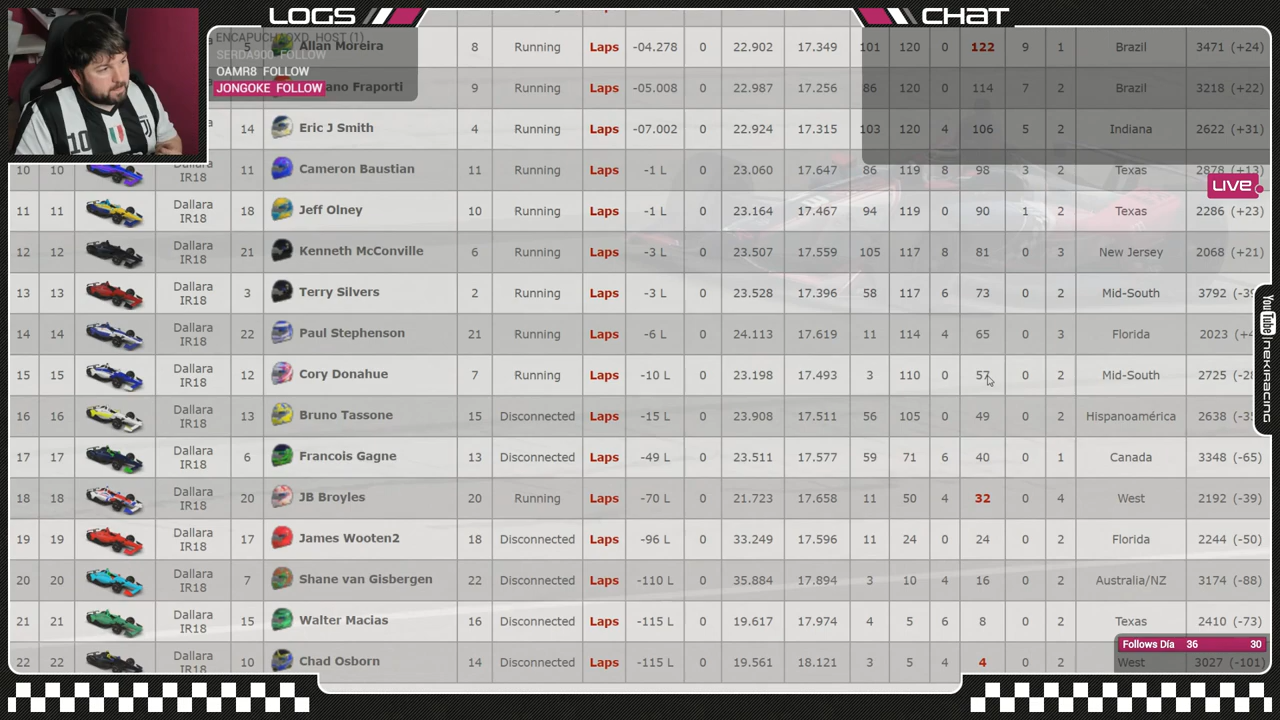 LOGS
CHAT
ENCAPUCHAOXD_HOST (1)
SERDA900 FOLLOW
OAMR8 FOLLOW
JONGOKE FOLLOW
5 Allan Moreira 8 Running Laps -04.278 0 22.902 17.349 101 120 0 122 9 1 Brazil 3471 (+24)
ano Fraporti 9 Running Laps -05.008 0 22.987 17.256 86 120 0 114 7 2 Brazil 3218 (+22)
14 Eric J Smith 4 Running Laps -07.002 0 22.924 17.315 103 120 4 106 5 2 Indiana 2622 (+31)
10 10 Dallara IR18 11 Cameron Baustian 11 Running Laps -1 L 0 23.060 17.647 86 119 8 98 3 2 Texas 2878 (+13)
LIVE
11 11 Dallara IR18 18 Jeff Olney 10 Running Laps -1 L 0 23.164 17.467 94 119 0 90 1 2 Texas 2286 (+23)
12 12 Dallara IR18 21 Kenneth McConville 6 Running Laps -3 L 0 23.507 17.559 105 117 8 81 0 3 New Jersey 2068 (+21)
13 13 Dallara IR18 3 Terry Silvers 2 Running Laps -3 L 0 23.528 17.396 58 117 6 73 0 2 Mid-South 3792 (-39
14 14 Dallara IR18 22 Paul Stephenson 21 Running Laps -6 L 0 24.113 17.619 11 114 4 65 0 3 Florida 2023 (+4
15 15 Dallara IR18 12 Cory Donahue 7 Running Laps -10 L 0 23.198 17.493 3 110 0 57 0 2 Mid-South 2725 (-28
16 16 Dallara IR18 13 Bruno Tassone 15 Disconnected Laps -15 L 0 23.908 17.511 56 105 0 49 0 2 Hispanoamérica 2638 (-3
17 17 Dallara IR18 6 Francois Gagne 13 Disconnected Laps -49 L 0 23.511 17.577 59 71 6 40 0 1 Canada 3348 (-65)
18 18 Dallara IR18 20 JB Broyles 20 Running Laps -70 L 0 21.723 17.658 11 50 4 32 0 4 West 2192 (-39)
19 19 Dallara IR18 17 James Wooten2 18 Disconnected Laps -96 L 0 33.249 17.596 11 24 0 24 0 2 Florida 2244 (-50)
20 20 Dallara IR18 7 Shane van Gisbergen 22 Disconnected Laps -110 L 0 35.884 17.894 3 10 4 16 0 2 Australia/NZ 3174 (-88)
21 21 Dallara IR18 15 Walter Macias 16 Disconnected Laps -115 L 0 19.617 17.974 4 5 6 8 0 2 Texas 2410 (-73)
22 22 Dallara IR18 10 Chad Osborn 14 Disconnected Laps -115 L 0 19.561 18.121 3 5 4 4 0 2 West 3027 (-101)
Follows Día 36 30
YouTube | nekiracing